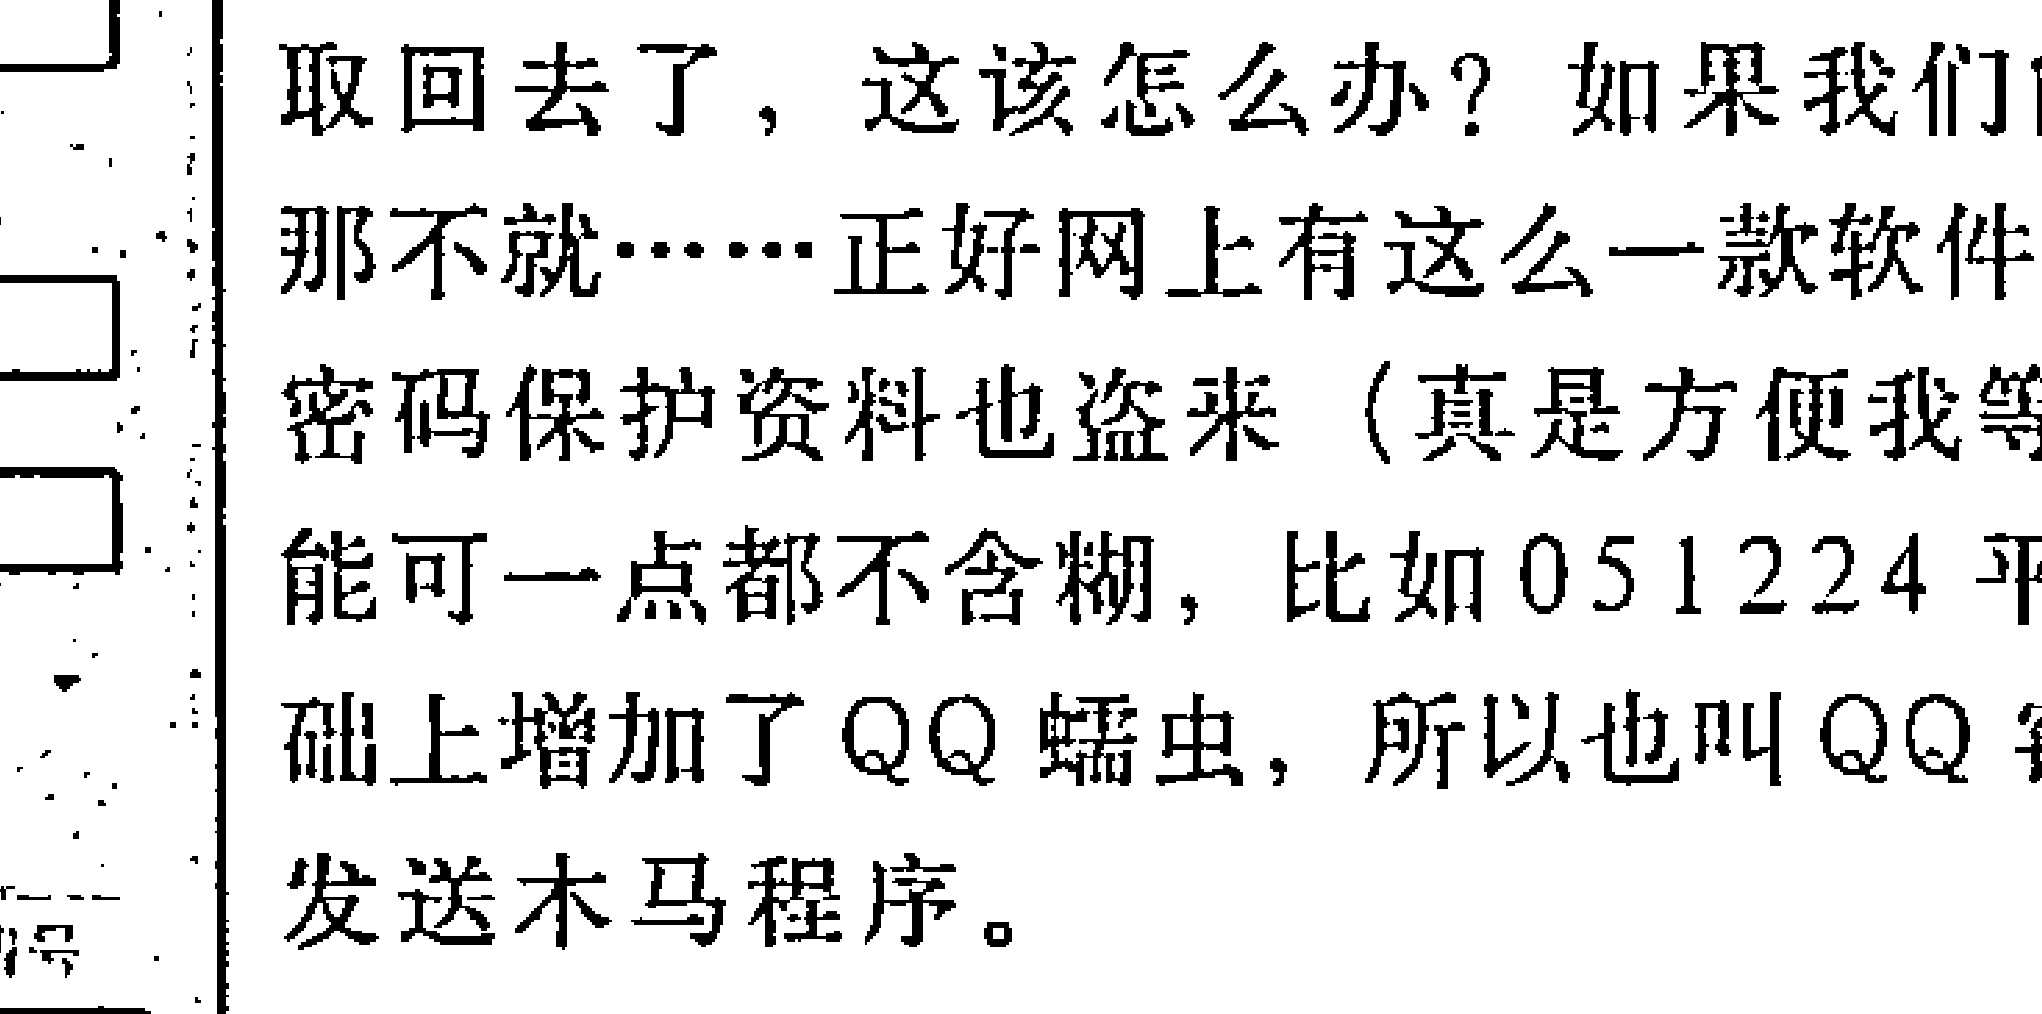 取回去了，这该怎么办？如果我们
那不就……正好网上有这么一款软件
密码保护资料也盗来（真是方便我等
能可一点都不含糊，比如051224平
础上增加了QQ蠕虫，所以也叫QQ
发送木马程序。